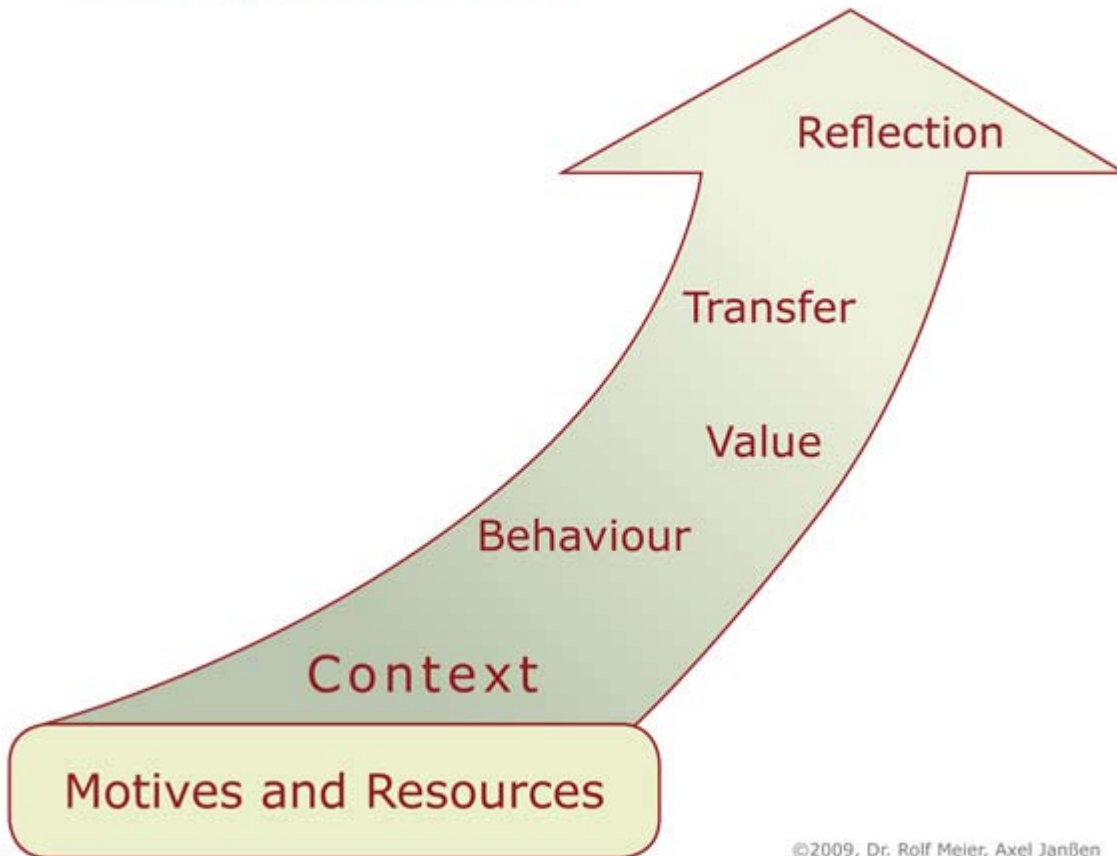 Reflection
Transfer
Value
Behaviour
Context
Motives and Resources
©2009, Dr. Rolf Meier, Axel Janßen